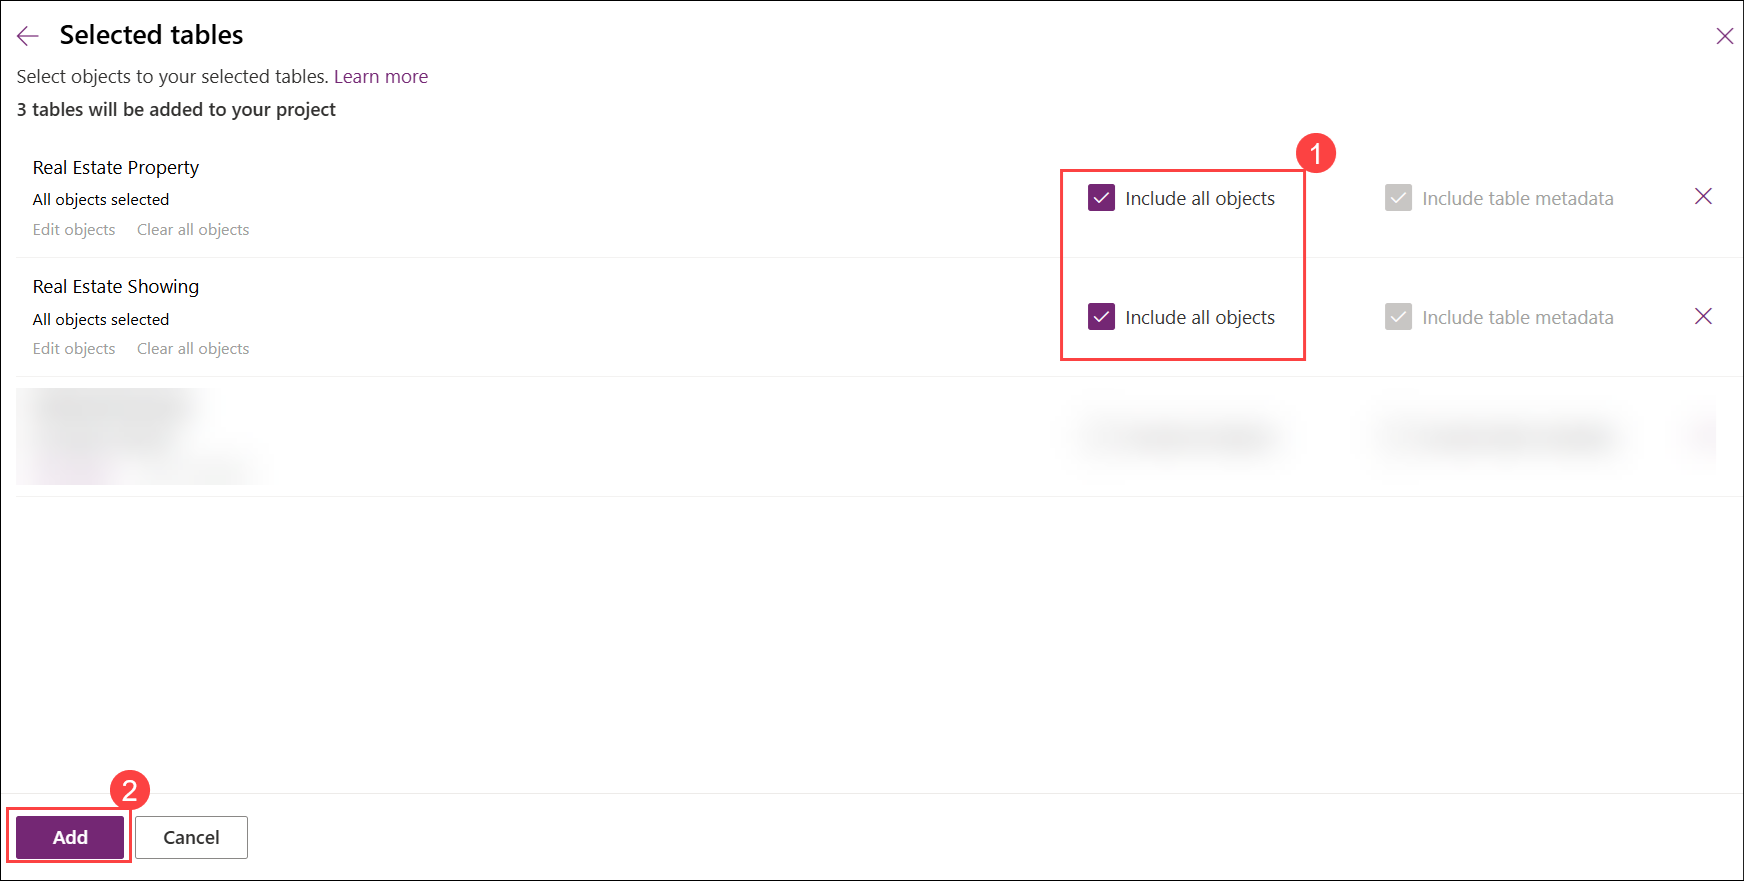 Selected tables
Select objects to your selected tables. Learn more
3 tables will be added to your project
1
Real Estate Property
All objects selected
Edit objects Clear all objects
Include all objects
Include table metadata
Real Estate Showing
All objects selected
Edit objects Clear all objects
Include all objects
Include table metadata
2
Add
Cancel